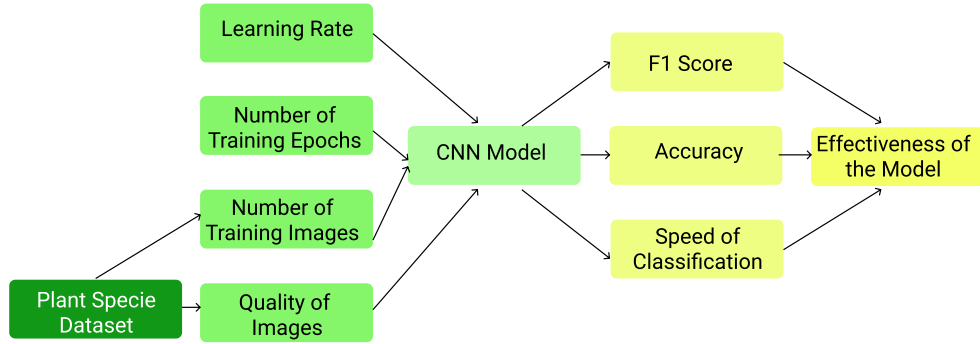 Learning Rate
Number of
Training Epochs
Number of
Training Images
Plant Specie
Dataset
Quality of
Images
CNN Model
F1 Score
Accuracy
Speed of
Classification
Effectiveness of
the Model